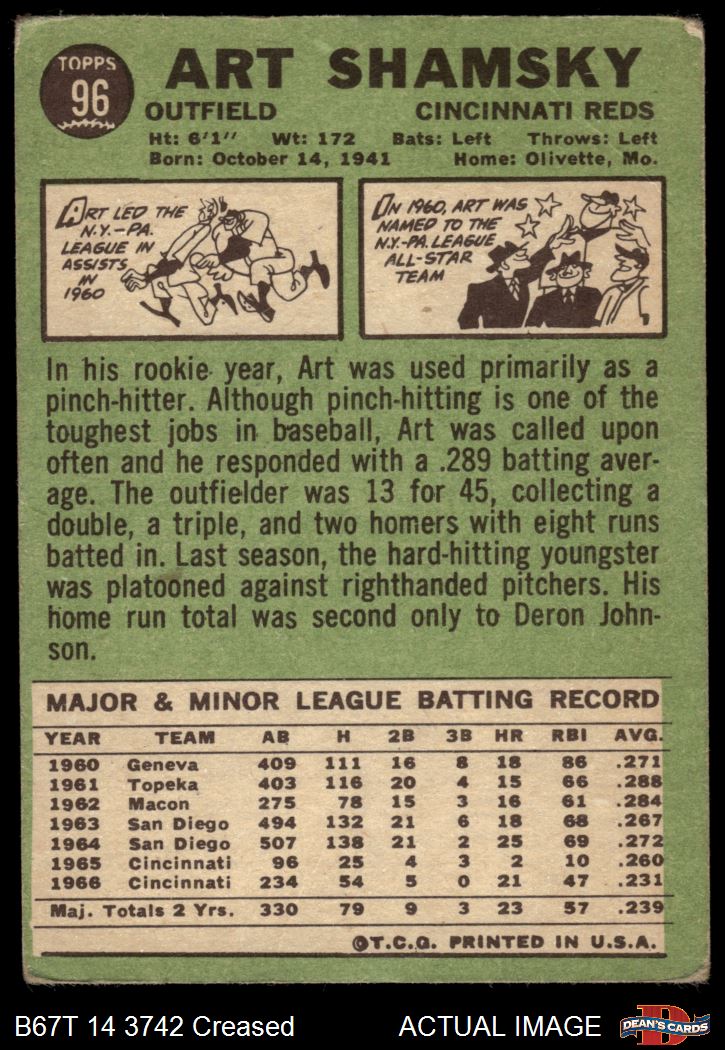 TOPPS
96
ART SHAMSKY
OUTFIELD CINCINNATI REDS
Ht: 6'1" Wt: 172 Bats: Left Throws: Left
Born: October 14, 1941 Home: Olivette, Mo.
ART LED THE
N.Y.-PA.
LEAGUE IN
ASSISTS
IN
1960
IN 1960, ART WAS
NAMED TO THE
N.Y.-PA. LEAGUE
ALL-STAR
TEAM
In his rookie year, Art was used primarily as a
pinch-hitter. Although pinch-hitting is one of the
toughest jobs in baseball, Art was called upon
often and he responded with a .289 batting aver-
age. The outfielder was 13 for 45, collecting a
double, a triple, and two homers with eight runs
batted in. Last season, the hard-hitting youngster
was platooned against righthanded pitchers. His
home run total was second only to Deron John-
son.
MAJOR & MINOR LEAGUE BATTING RECORD
YEAR TEAM AB H 2B 3B HR RBI AVG.
1960 Geneva 409 111 16 8 18 86 .271
1961 Topeka 403 116 20 4 15 66 .288
1962 Macon 275 78 15 3 16 61 .284
1963 San Diego 494 132 21 6 18 68 .267
1964 San Diego 507 138 21 2 25 69 .272
1965 Cincinnati 96 25 4 3 2 10 .260
1966 Cincinnati 234 54 5 0 21 47 .231
Maj. Totals 2 Yrs. 330 79 9 3 23 57 .239
©T.C.G. PRINTED IN U.S.A.
B67T 14 3742 Creased ACTUAL IMAGE
D
DEAN'S CARDS